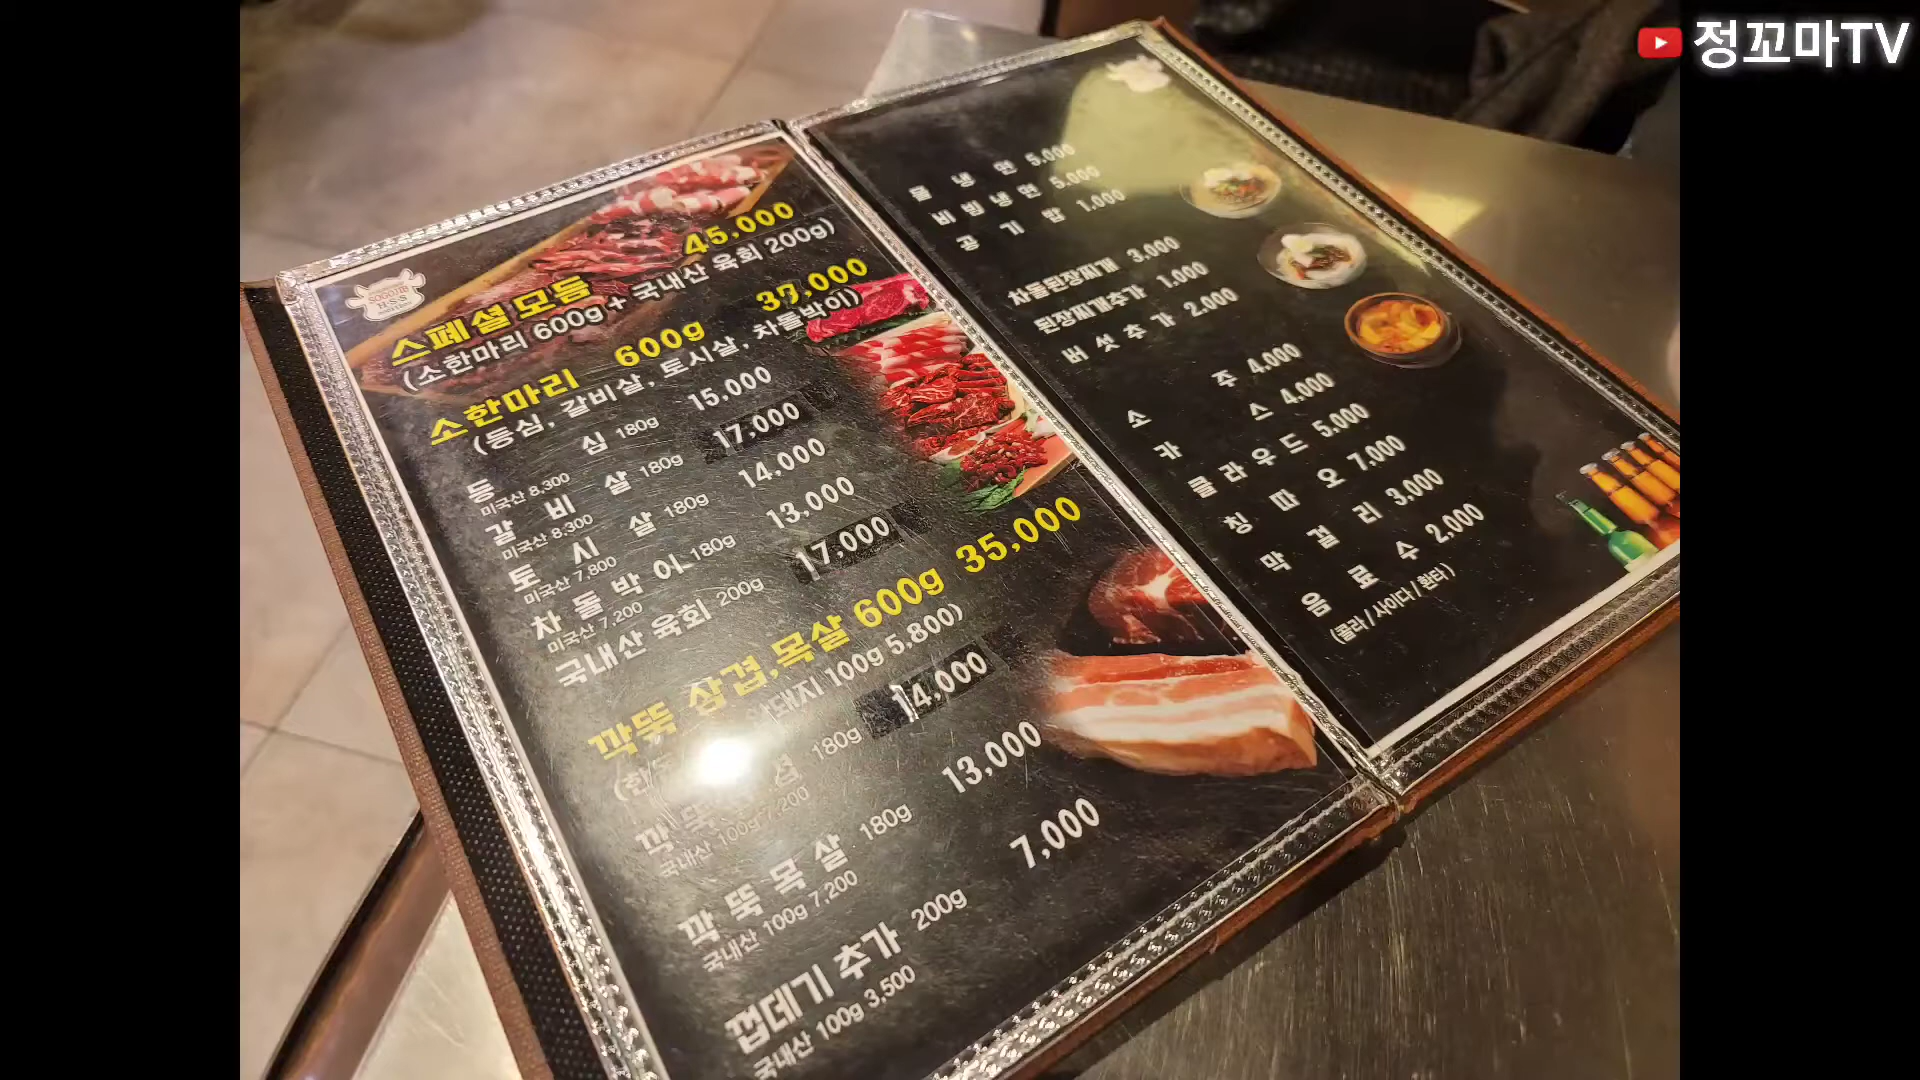 정꼬마TV
스페셜모듬 45,000
(소한마리 600g + 국내산 육회 200g)
소한마리 600g 37,000
(등심, 갈비살, 토시살, 차돌박이)
등 심 180g 15,000
미국산 8,300
갈 비 살 180g 17,000
미국산 8,300
토 시 살 180g 14,000
미국산 7,800
차 돌 박 이 180g 13,000
미국산 7,200
국내산 육회 200g 17,000
깍뚝 삼겹,목살 600g 35,000
100g 5,800)
깍 뚝 180g 14,000
국내산 100g 7,200
깍 뚝 목 살 180g 13,000
국내산 100g 7,200
껍데기 추가 200g 7,000
국내산 100g 3,500
물 냉 면 5,000
비 빔 냉 면 5,000
공 기 밥 1,000
차돌된장찌개 3,000
된장찌개추가 1,000
버 섯 추 가 2,000
소 주 4,000
카 스 4,000
클 라 우 드 5,000
칭 따 오 7,000
막 걸 리 3,000
음 료 수 2,000
(콜라 / 사이다 / 환타)